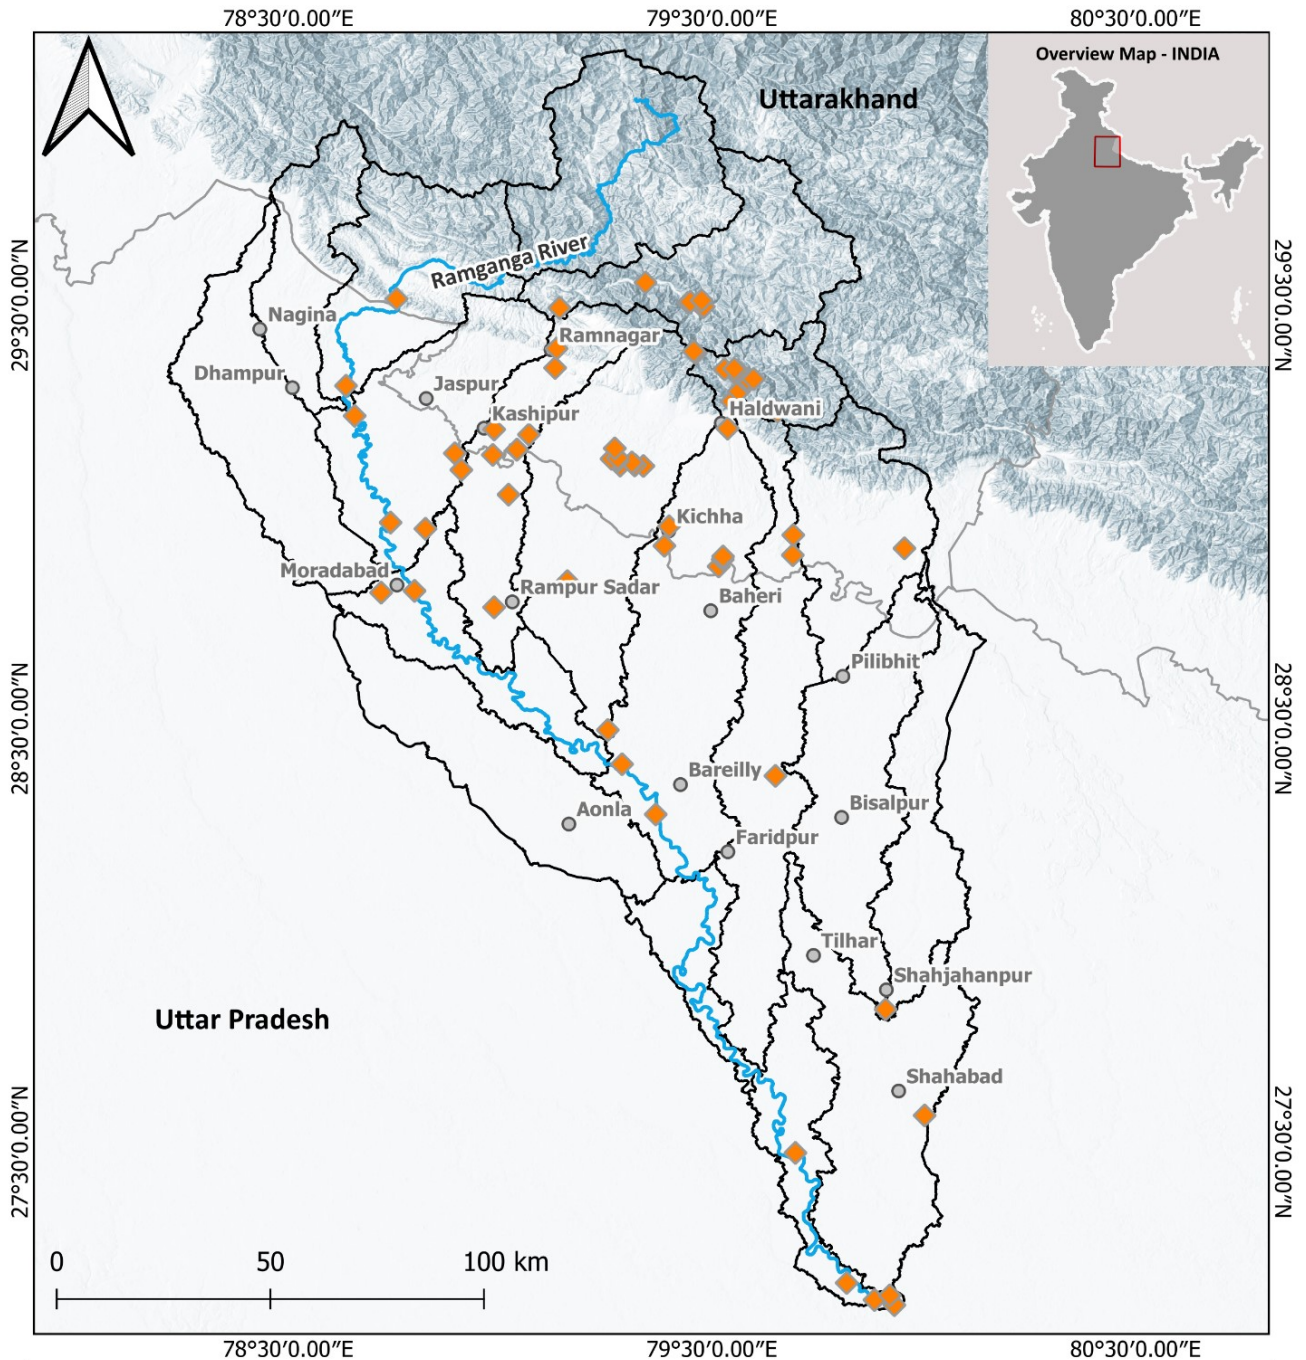 78°30′0.00″E
79°30′0.00″E
80°30′0.00″E
Overview Map - INDIA
Uttarakhand
Ramganga River
29°30′0.00″N
29°30′0.00″N
Nagina
Ramnagar
Dhampur
Jaspur
Kashipur
Haldwani
Kichha
Moradabad
Rampur Sadar
Baheri
Pilibhit
28°30′0.00″N
28°30′0.00″N
Bareilly
Aonla
Bisalpur
Faridpur
Tilhar
Shahjahanpur
Uttar Pradesh
Shahabad
27°30′0.00″N
27°30′0.00″N
0 50 100 km
78°30′0.00″E
79°30′0.00″E
80°30′0.00″E